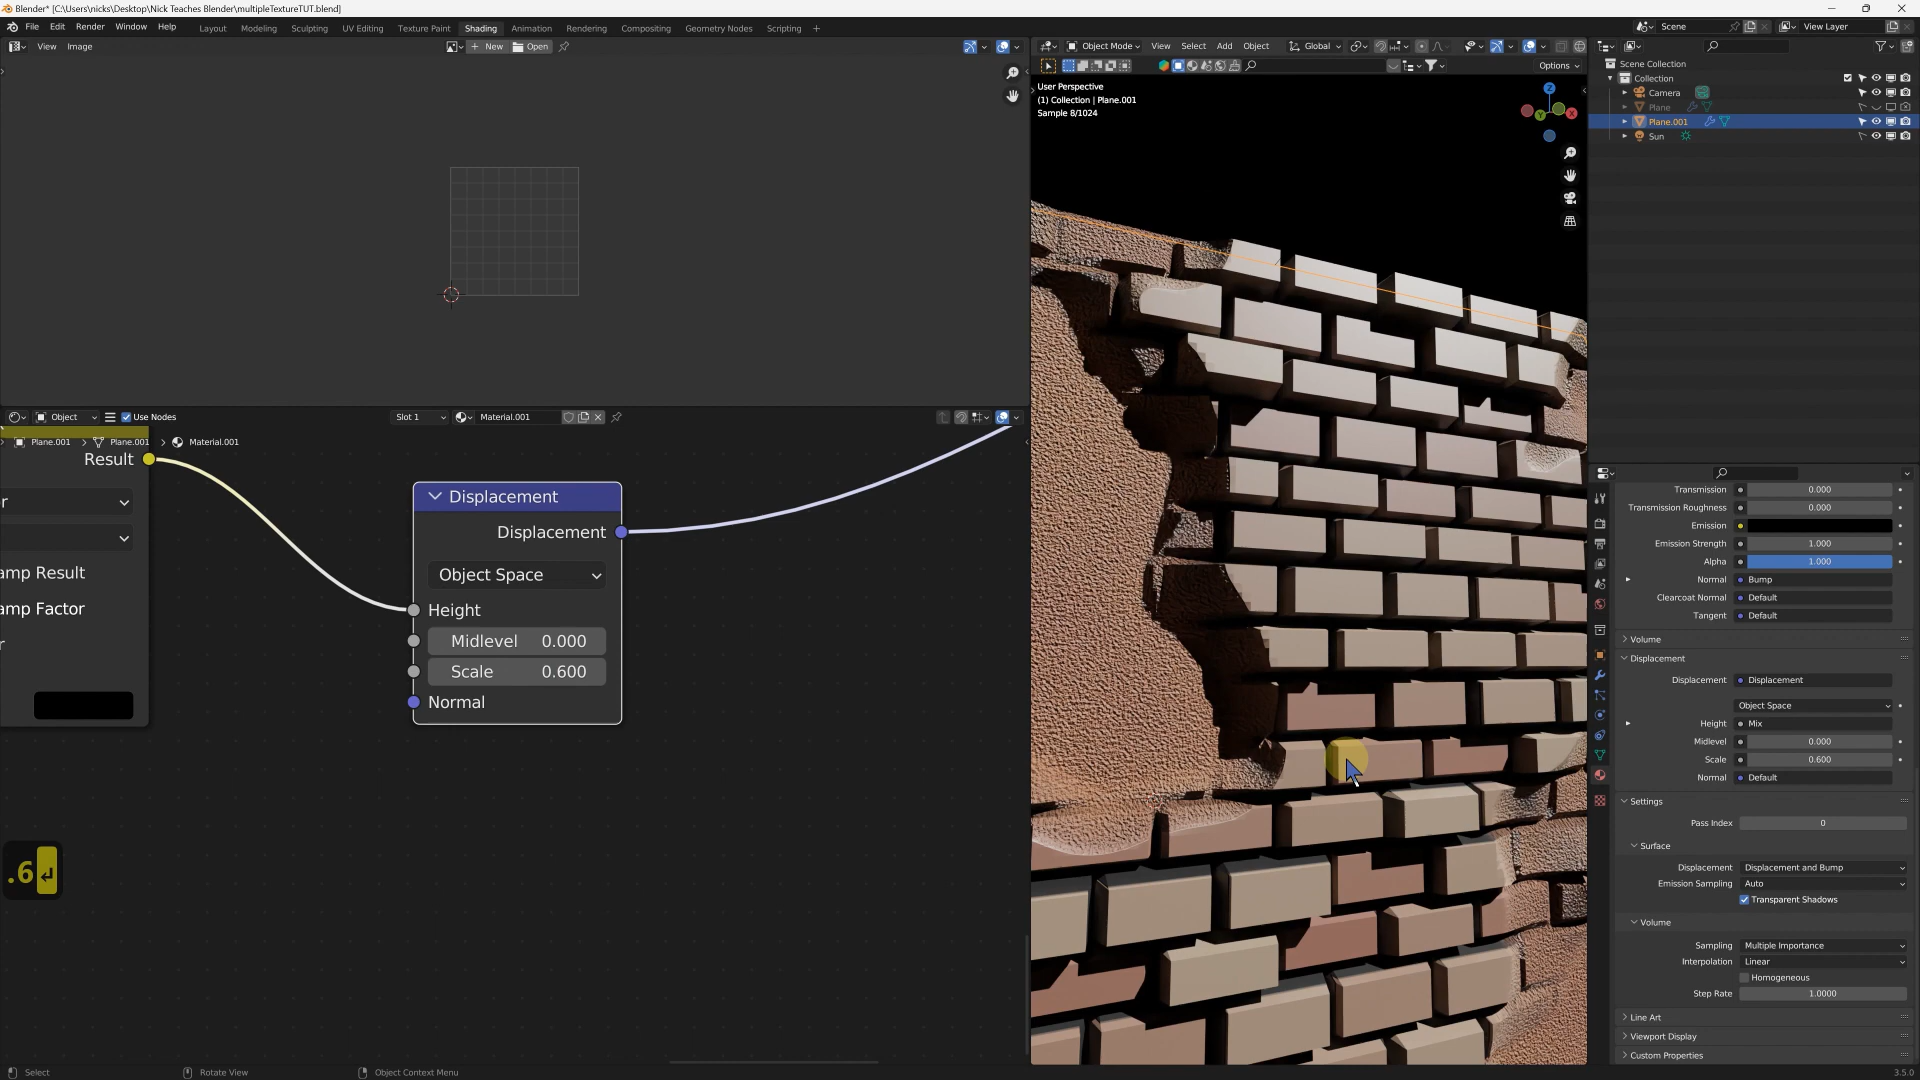 Blender* [C:\Users\nicks\Desktop\Nick Teaches Blender\multipleTextureTUT.blend]
File Edit Render Window Help Layout Modeling Sculpting UV Editing Texture Paint Shading Animation Rendering Compositing Geometry Nodes Scripting + Scene View Layer
View Image + New Open Object Mode View Select Add Object Global
Options
User Perspective
(1) Collection | Plane.001
Sample 8/1024
Z
Y
X
Scene Collection
Collection
Camera
Plane
Plane.001
Sun
Object Use Nodes Slot 1 Material.001
Plane.001 > Plane.001 > Material.001
Result
r
amp Result
amp Factor
r
Displacement
Displacement
Object Space
Height
Midlevel 0.000
Scale 0.600
Normal
.6
Transmission 0.000
Transmission Roughness 0.000
Emission
Emission Strength 1.000
Alpha 1.000
Normal Bump
Clearcoat Normal Default
Tangent Default
Volume
Displacement
Displacement Displacement
Object Space
Height Mix
Midlevel 0.000
Scale 0.600
Normal Default
Settings
Pass Index 0
Surface
Displacement Displacement and Bump
Emission Sampling Auto
Transparent Shadows
Volume
Sampling Multiple Importance
Interpolation Linear
Homogeneous
Step Rate 1.0000
Line Art
Viewport Display
Custom Properties
Select Rotate View Object Context Menu 3.5.0